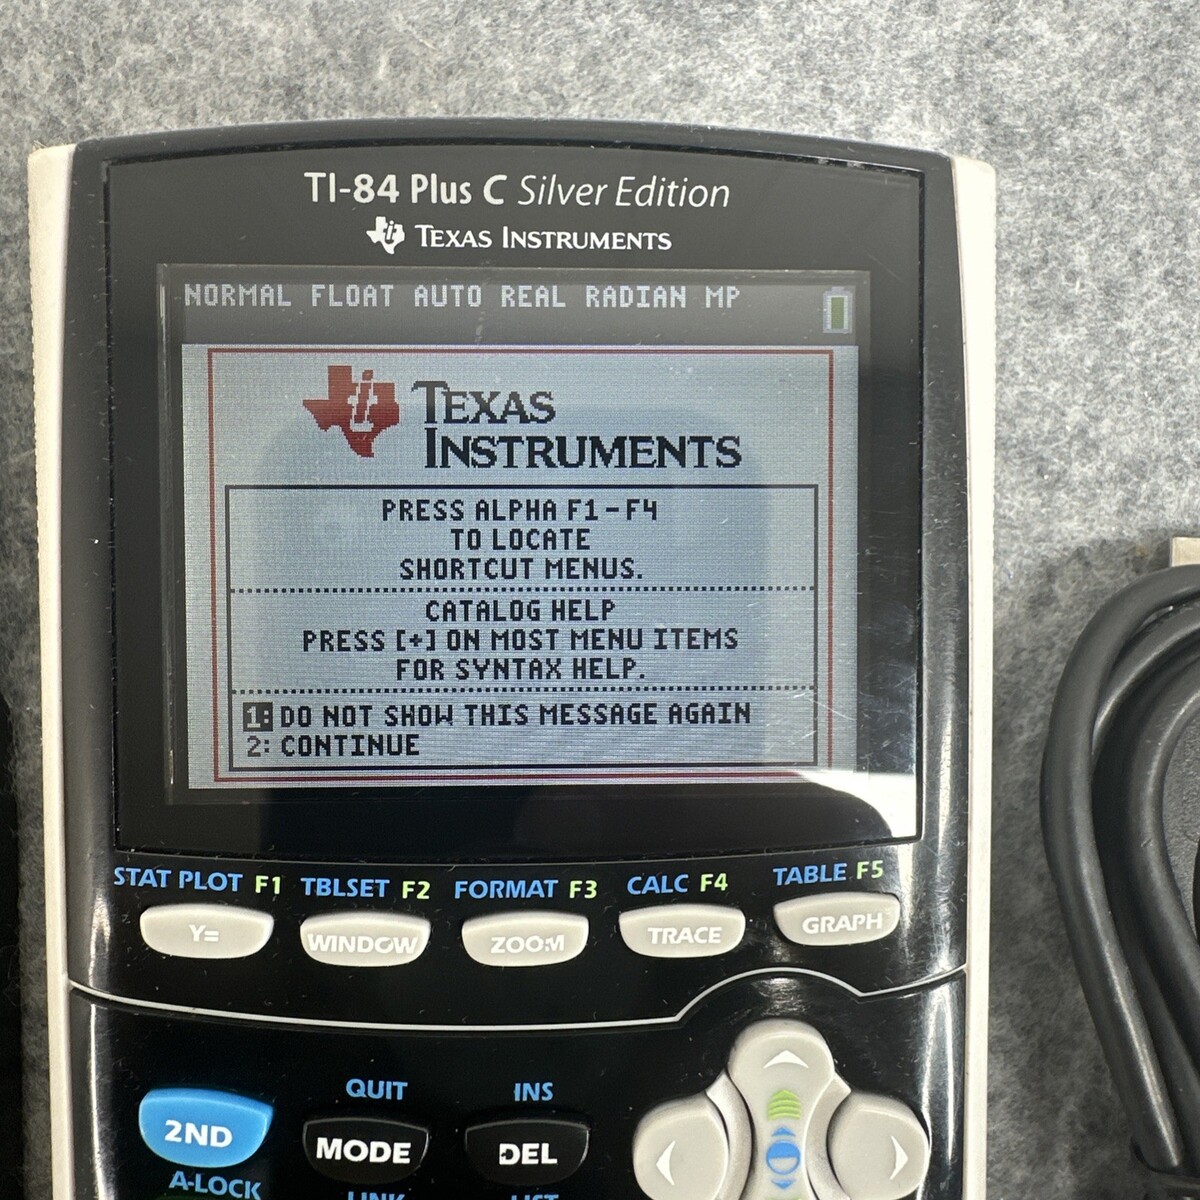 TI-84 Plus C Silver Edition
TEXAS INSTRUMENTS
NORMAL FLOAT AUTO REAL RADIAN MP
TEXAS
INSTRUMENTS
PRESS ALPHA F1-F4
TO LOCATE
SHORTCUT MENUS.
CATALOG HELP
PRESS [+] ON MOST MENU ITEMS
FOR SYNTAX HELP.
1: DO NOT SHOW THIS MESSAGE AGAIN
2: CONTINUE
STAT PLOT F1 TBLSET F2 FORMAT F3 CALC F4 TABLE F5
Y= WINDOW ZOOM TRACE GRAPH
QUIT INS
2ND MODE DEL
A-LOCK LINK LIST